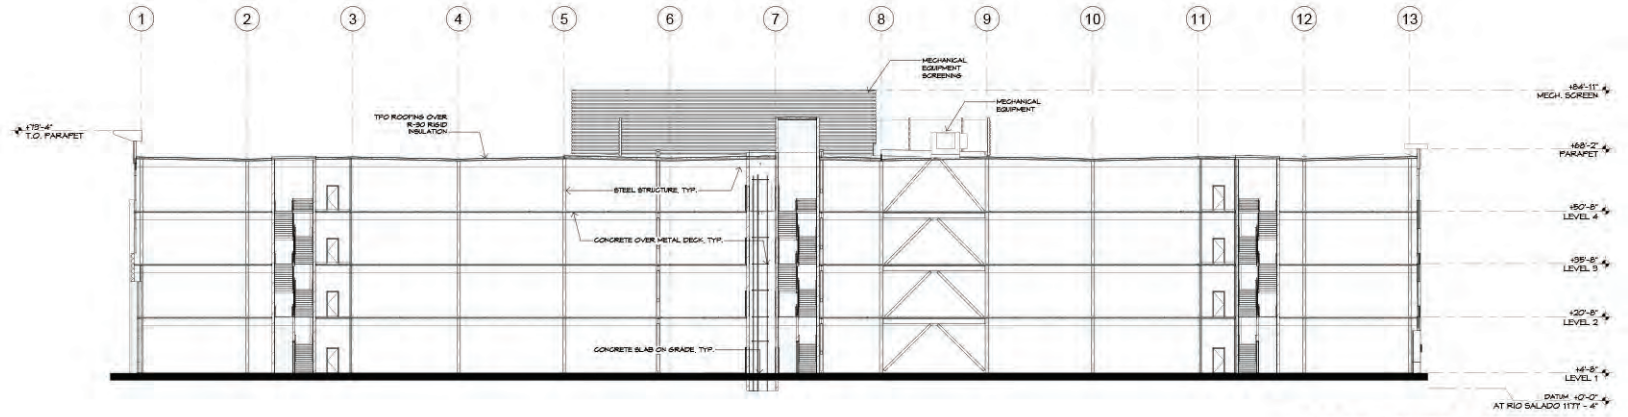 1 2 3 4 5 6 7 8 9 10 11 12 13
MECHANICAL
EQUIPMENT
SCREENING
+84'-11"
MECH. SCREEN
MECHANICAL
EQUIPMENT
TPO ROOFING OVER
R-30 RIGID
INSULATION
+73'-4"
T.O. PARAPET
+68'-2"
PARAPET
STEEL STRUCTURE, TYP.
+50'-8"
LEVEL 4
CONCRETE OVER METAL DECK, TYP.
+35'-8"
LEVEL 3
+20'-8"
LEVEL 2
CONCRETE SLAB ON GRADE, TYP.
+4'-8"
LEVEL 1
DATUM +0'-0"
AT RIO SALADO 1177 - 4"